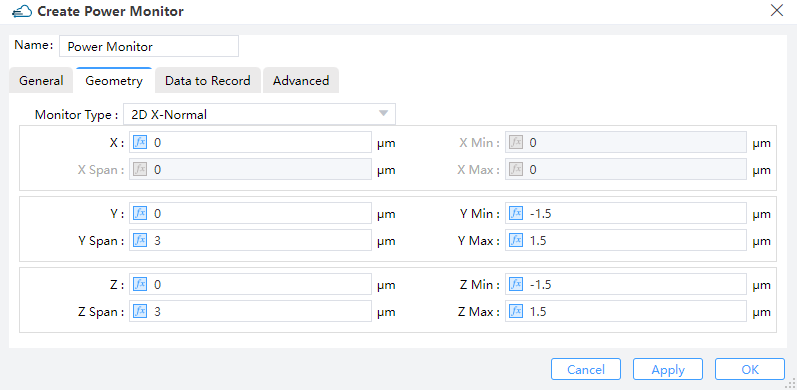 Create Power Monitor
Name: Power Monitor
General Geometry Data to Record Advanced
Monitor Type : 2D X-Normal
X : fx 0 μm X Min : fx 0 μm
X Span : fx 0 μm X Max : fx 0 μm
Y : fx 0 μm Y Min : fx -1.5 μm
Y Span : fx 3 μm Y Max : fx 1.5 μm
Z : fx 0 μm Z Min : fx -1.5 μm
Z Span : fx 3 μm Z Max : fx 1.5 μm
Cancel Apply OK